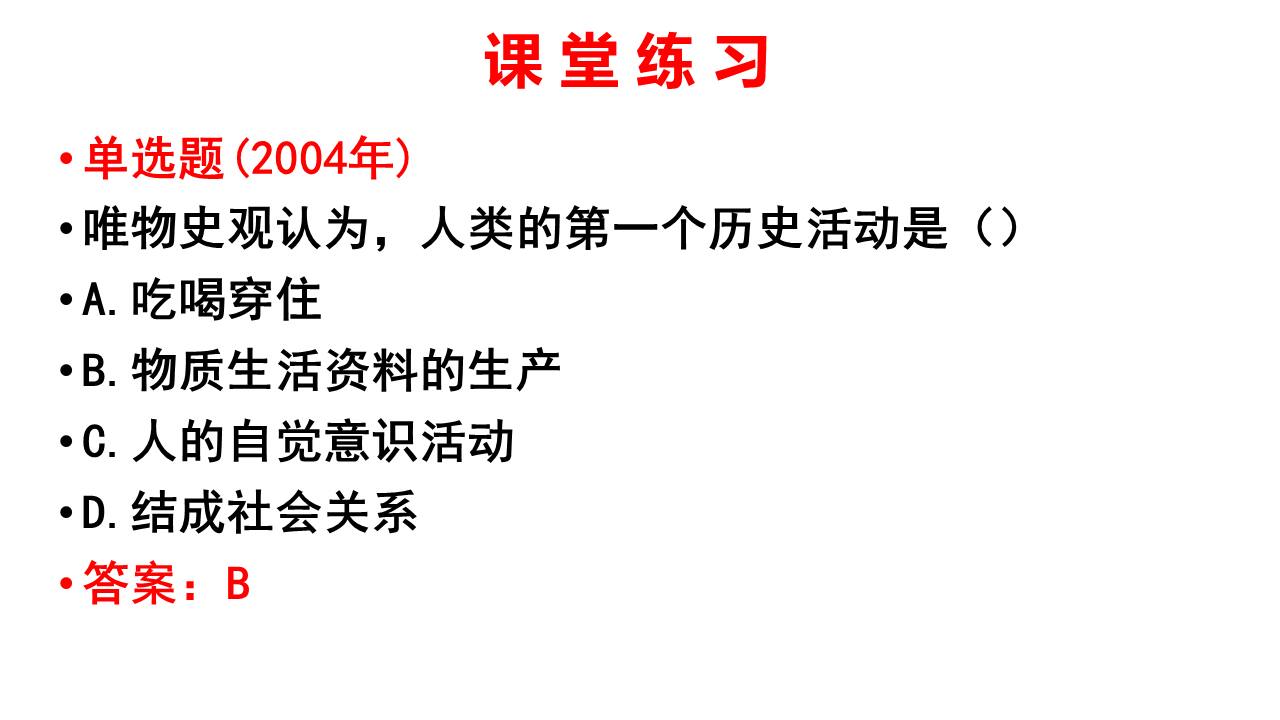 课堂练习
•单选题(2004年)
•唯物史观认为，人类的第一个历史活动是（）
•A.吃喝穿住
•B.物质生活资料的生产
•C.人的自觉意识活动
•D.结成社会关系
•答案：B